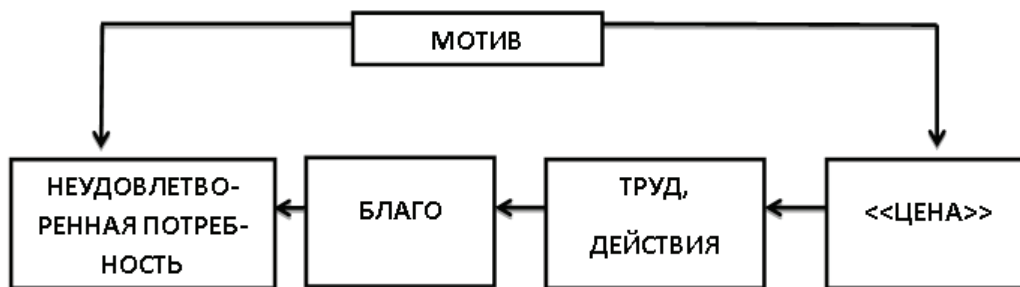 МОТИВ
НЕУДОВЛЕТВО-
РЕННАЯ ПОТРЕБ-
НОСТЬ
БЛАГО
ТРУД,
ДЕЙСТВИЯ
<<ЦЕНА>>